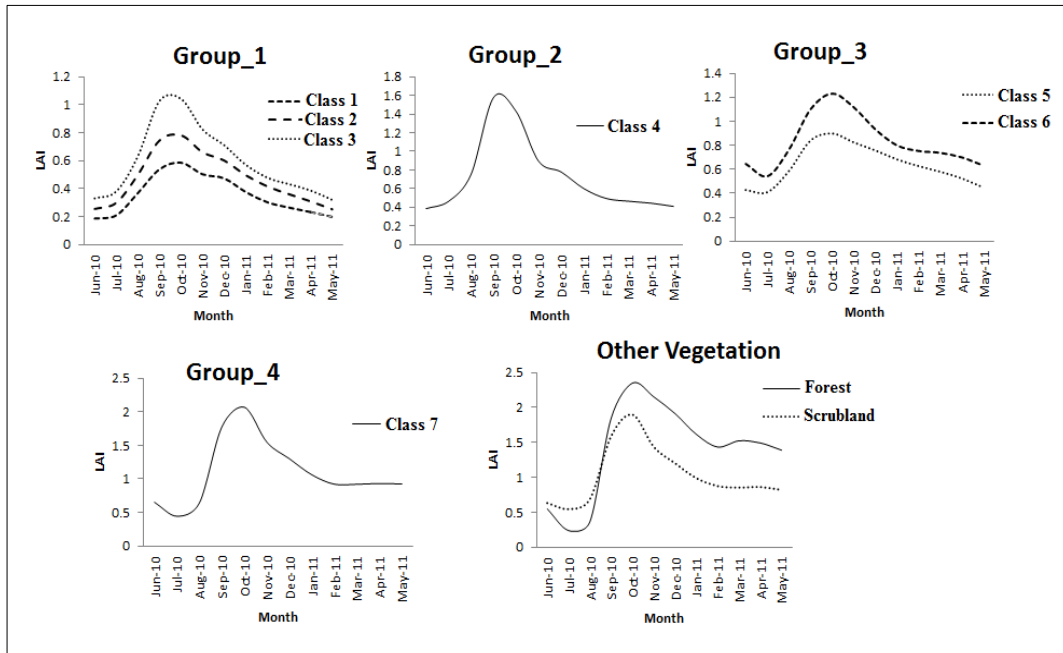 Group_1
1.2
1
0.8
0.6
0.4
0.2
0
LAI
Class 1
Class 2
Class 3
Jun-10
Jul-10
Aug-10
Sep-10
Oct-10
Nov-10
Dec-10
Jan-11
Feb-11
Mar-11
Apr-11
May-11
Month
Group_2
1.8
1.6
1.4
1.2
1.0
0.8
0.6
0.4
0.2
0
LAI
Class 4
Jun-10
Jul-10
Aug-10
Sep-10
Oct-10
Nov-10
Dec-10
Jan-11
Feb-11
Mar-11
Apr-11
May-11
Month
Group_3
1.4
1.2
1
0.8
0.6
0.4
0.2
0
LAI
Class 5
Class 6
Jun-10
Jul-10
Aug-10
Sep-10
Oct-10
Nov-10
Dec-10
Jan-11
Feb-11
Mar-11
Apr-11
May-11
Month
Group_4
2.5
2
1.5
1
0.5
0
LAI
Class 7
Jun-10
Jul-10
Aug-10
Sep-10
Oct-10
Nov-10
Dec-10
Jan-11
Feb-11
Mar-11
Apr-11
May-11
Month
Other Vegetation
2.5
2
1.5
1
0.5
0
LAI
Forest
Scrubland
Jun-10
Jul-10
Aug-10
Sep-10
Oct-10
Nov-10
Dec-10
Jan-11
Feb-11
Mar-11
Apr-11
May-11
Month